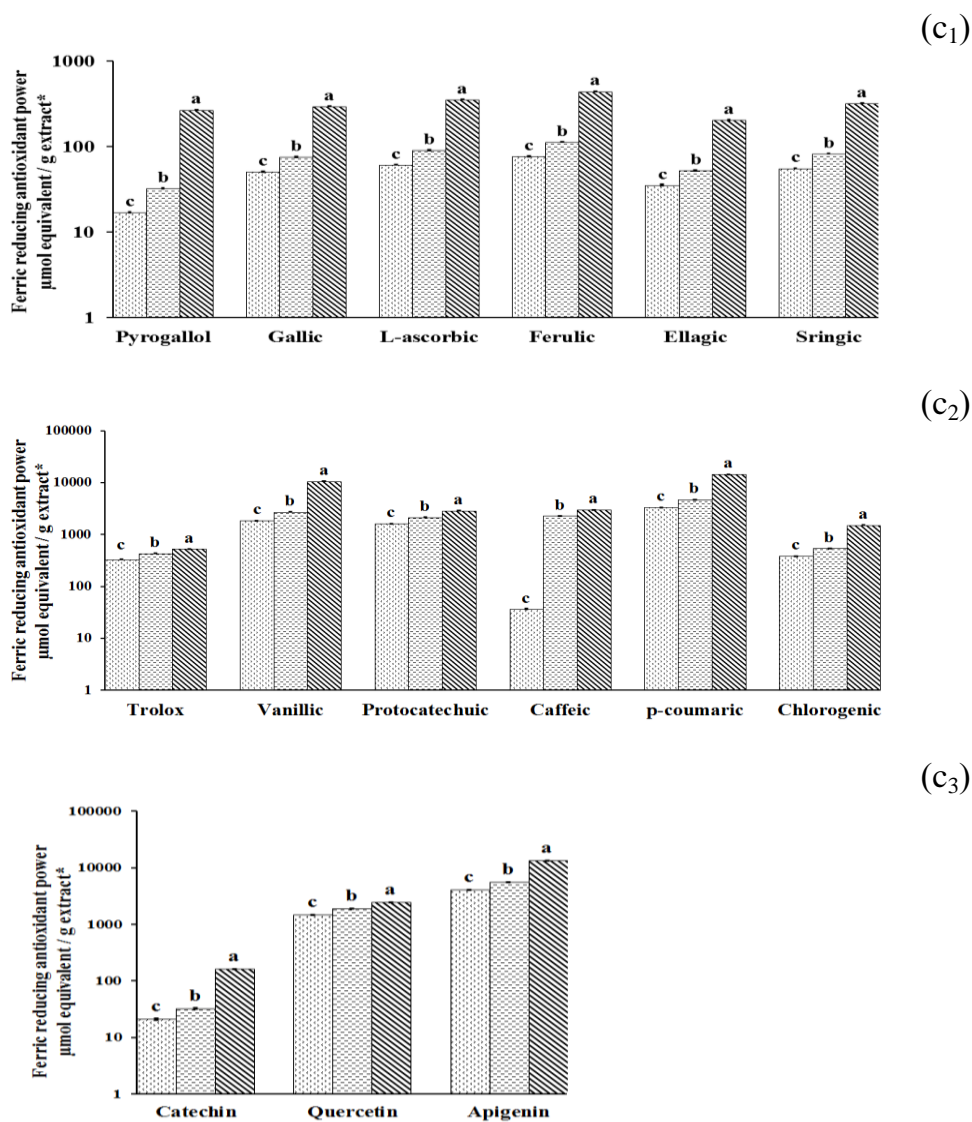 (c₁)
Ferric reducing antioxidant power
µmol equivalent / g extract*
1000
100
10
1
c b a c b a c b a c b a c b a c b a
Pyrogallol Gallic L-ascorbic Ferulic Ellagic Sringic
(c₂)
Ferric reducing antioxidant power
µmol equivalent / g extract*
100000
10000
1000
100
10
1
c b a c b a c b a c b a c b a c b a
Trolox Vanillic Protocatechuic Caffeic p-coumaric Chlorogenic
(c₃)
Ferric reducing antioxidant power
µmol equivalent / g extract*
100000
10000
1000
100
10
1
c b a c b a c b a
Catechin Quercetin Apigenin